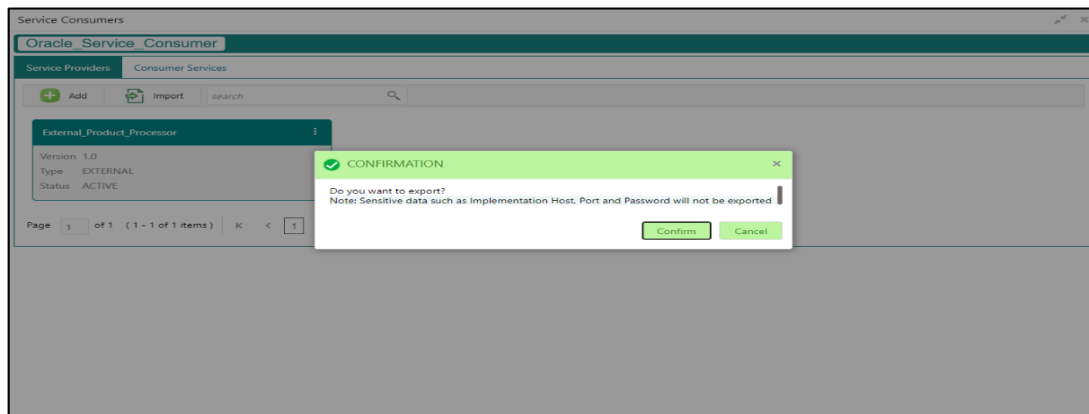 Service Consumers
Oracle_Service_Consumer
Service Providers Consumer Services
Add Import search
External_Product_Processor
Version 1.0
Type EXTERNAL
Status ACTIVE
CONFIRMATION
Do you want to export?
Note: Sensitive data such as Implementation Host, Port and Password will not be exported
Confirm Cancel
Page 1 of 1 (1 - 1 of 1 items) K < 1